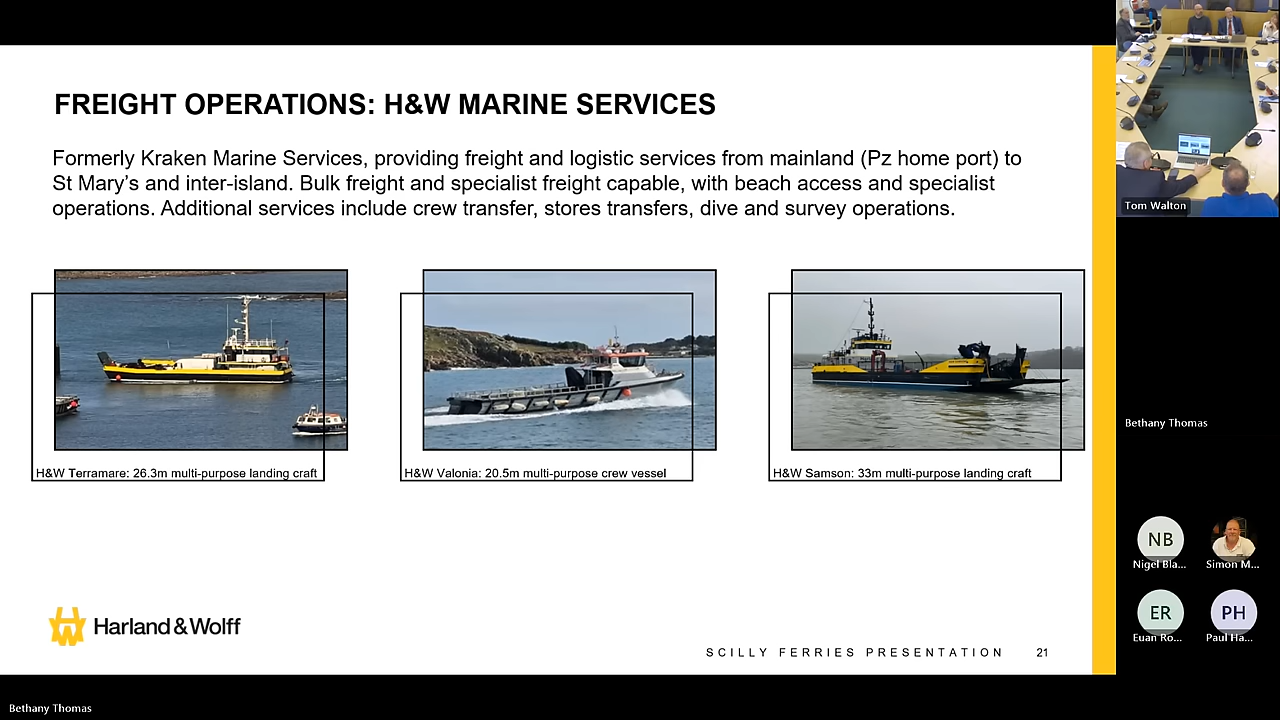 FREIGHT OPERATIONS: H&W MARINE SERVICES
Formerly Kraken Marine Services, providing freight and logistic services from mainland (Pz home port) to
St Mary's and inter-island. Bulk freight and specialist freight capable, with beach access and specialist
operations. Additional services include crew transfer, stores transfers, dive and survey operations.
H&W Terramare: 26.3m multi-purpose landing craft
H&W Valonia: 20.5m multi-purpose crew vessel
H&W Samson: 33m multi-purpose landing craft
Harland & Wolff
SCILLY FERRIES PRESENTATION 21
Tom Walton
Bethany Thomas
NB
Nigel Bla...
Simon M...
ER
Euan Ro...
PH
Paul Ha...
Bethany Thomas